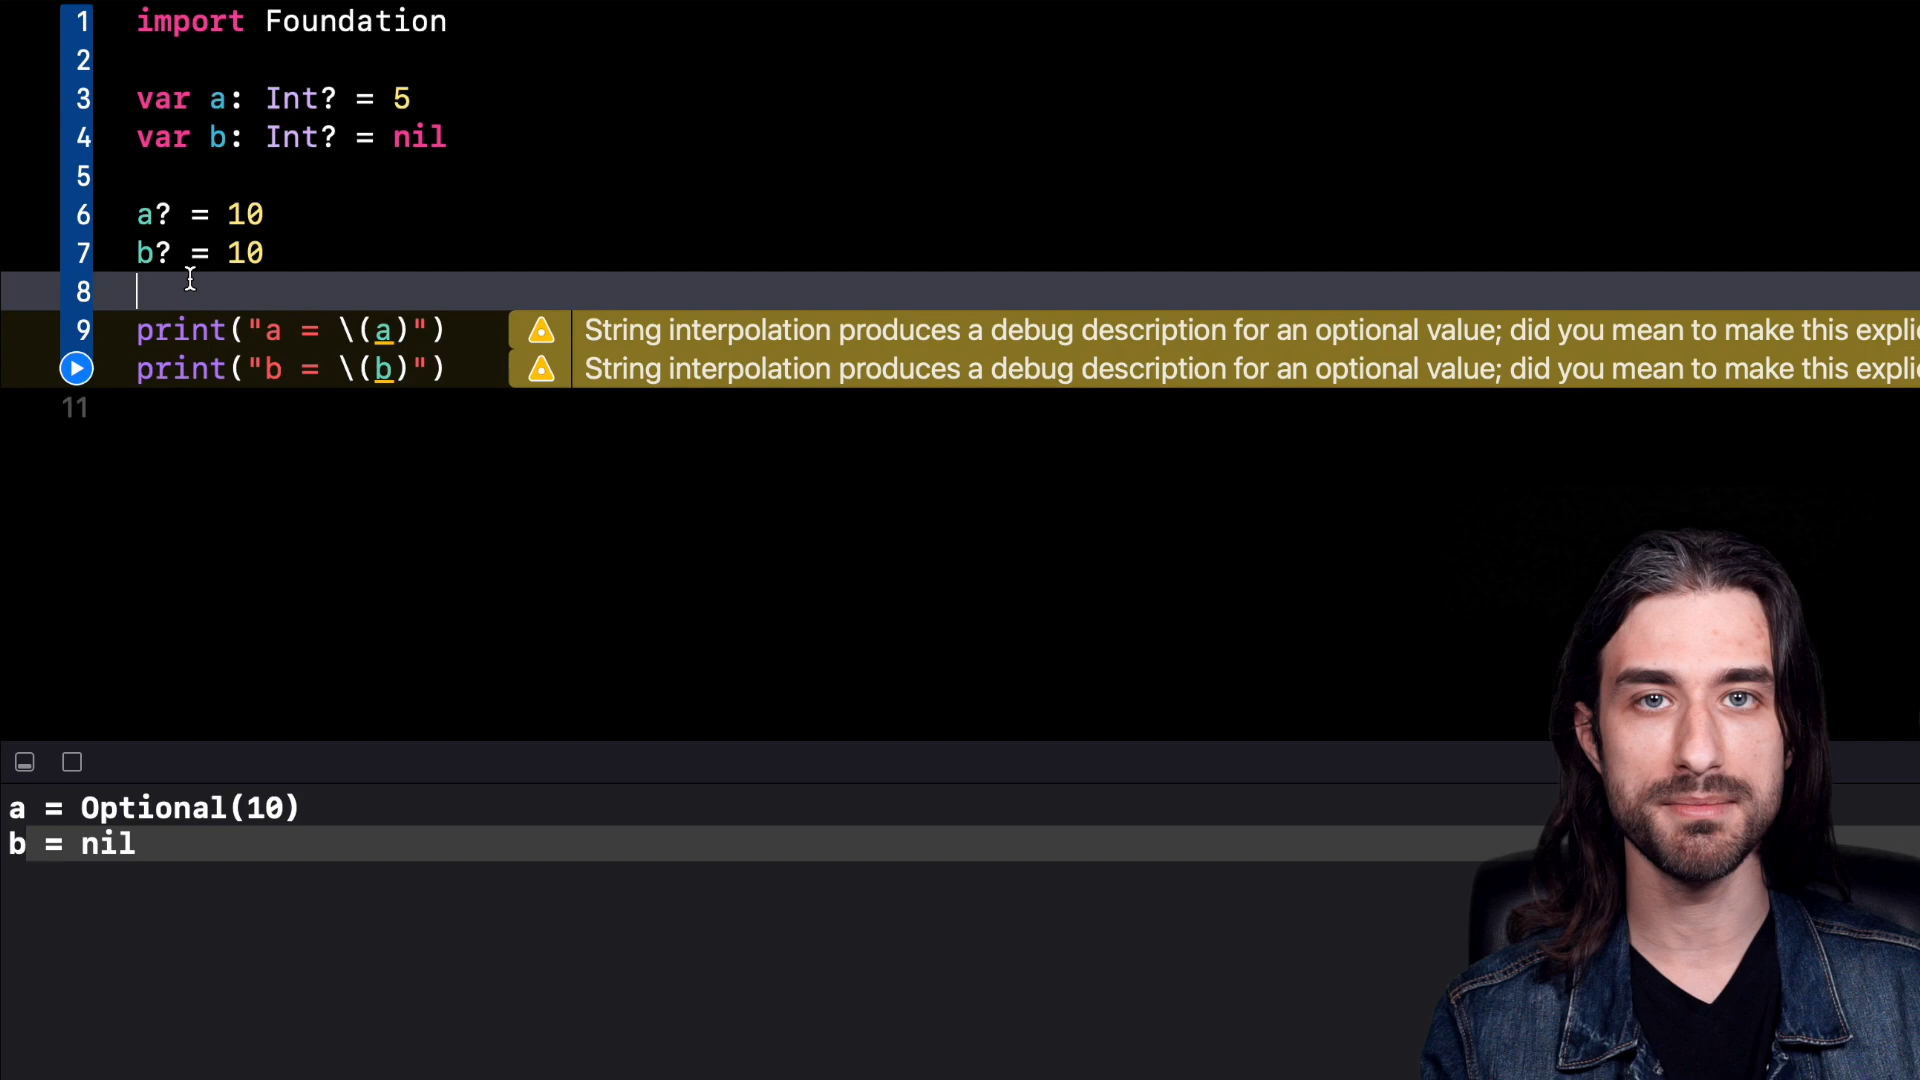 1 import Foundation
2
3 var a: Int? = 5
4 var b: Int? = nil
5
6 a? = 10
7 b? = 10
8
9 print("a = \(a)") String interpolation produces a debug description for an optional value; did you mean to make this
print("b = \(b)") String interpolation produces a debug description for an optional value; did you mean to make this
11
a = Optional(10)
b = nil